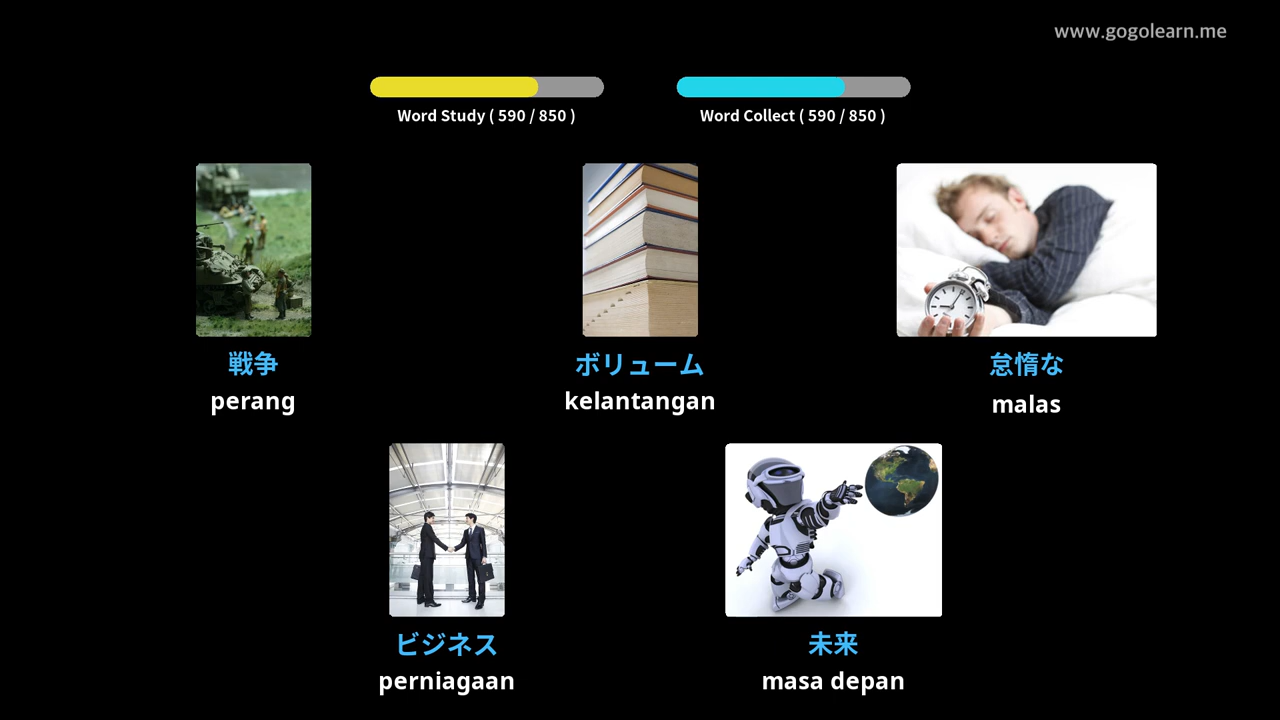 www.gogolearn.me
Word Study ( 590 / 850 )
Word Collect ( 590 / 850 )
戦争
perang
ボリューム
kelantangan
怠惰な
malas
ビジネス
perniagaan
未来
masa depan